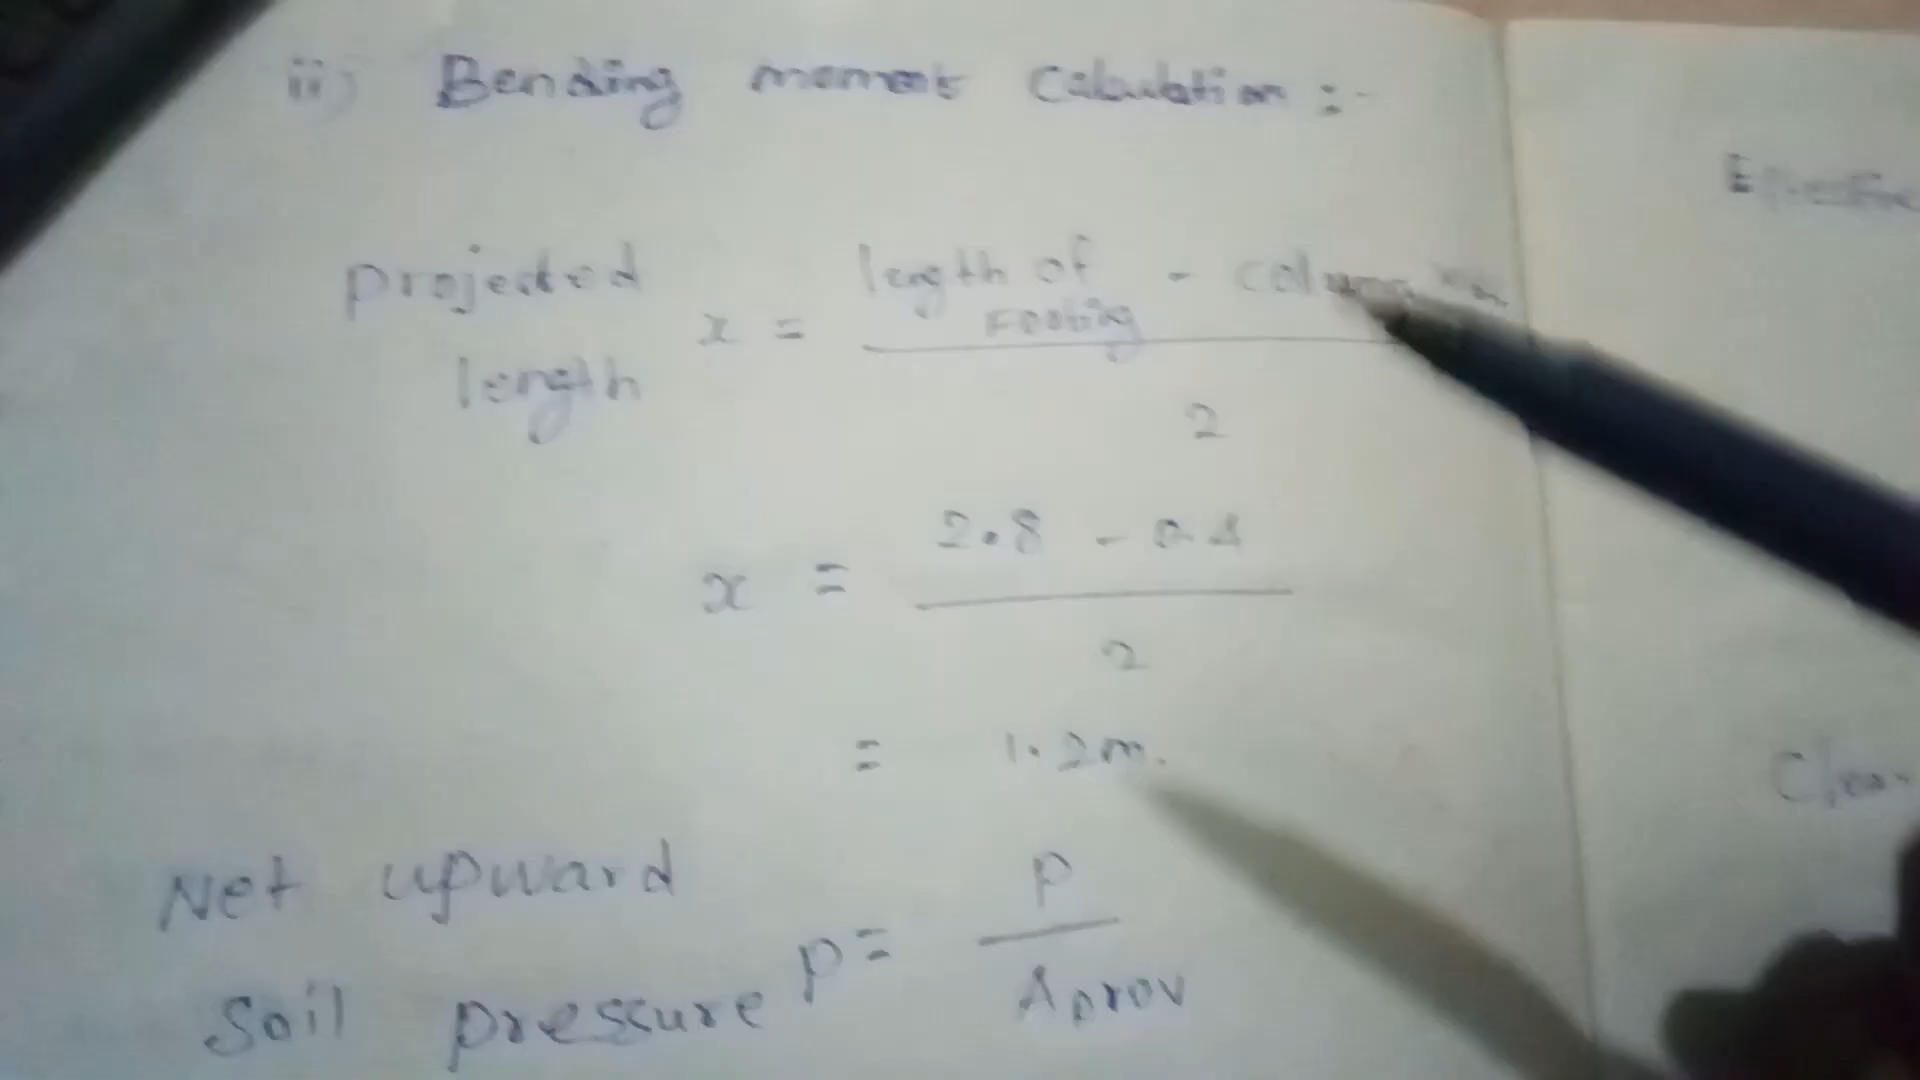 ii) Bending moment Calculation :-
projected length x = length of Footing - column
2
x = 2.8 - 0.4
2
= 1.2m.
Net upward
soil pressure p = P
Aprov